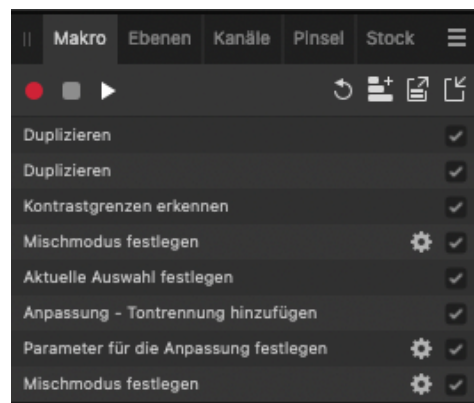 Makro Ebenen Kanäle Pinsel Stock
Duplizieren
Duplizieren
Kontrastgrenzen erkennen
Mischmodus festlegen
Aktuelle Auswahl festlegen
Anpassung - Tontrennung hinzufügen
Parameter für die Anpassung festlegen
Mischmodus festlegen